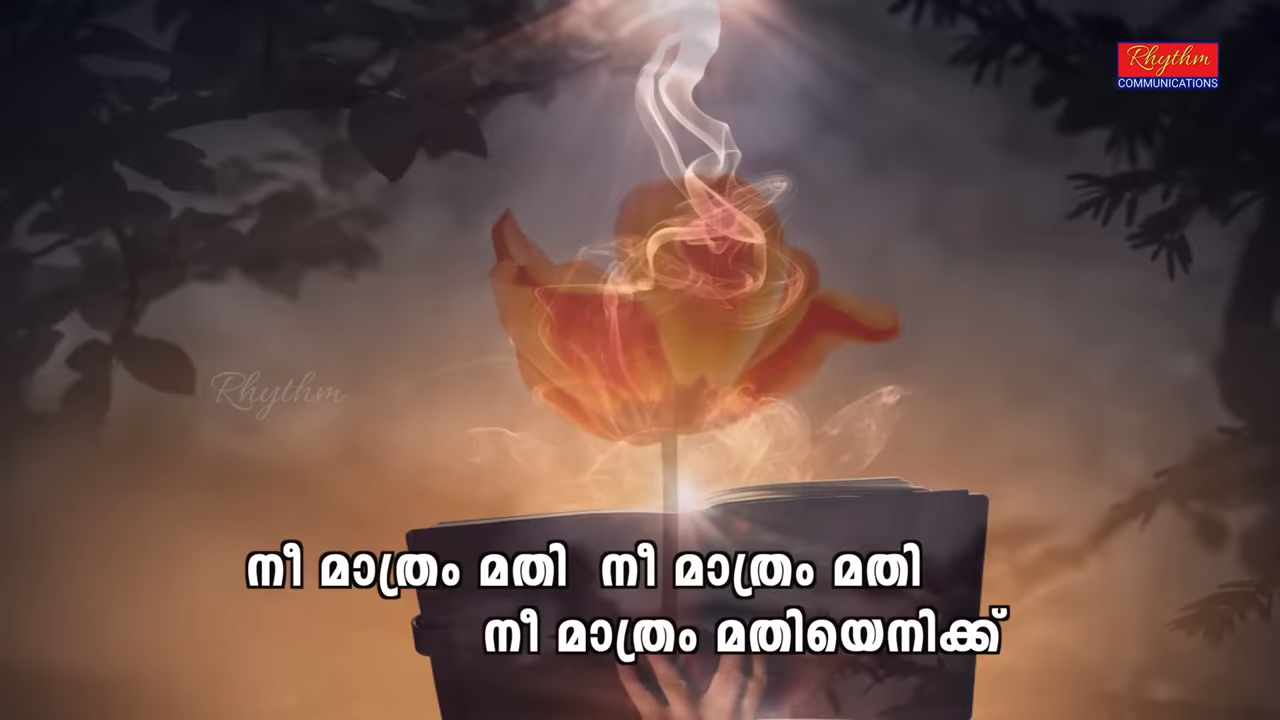 Rhythm
COMMUNICATIONS
Rhythm
നീ മാത്രം മതി നീ മാത്രം മതി
നീ മാത്രം മതിയെനിക്ക്